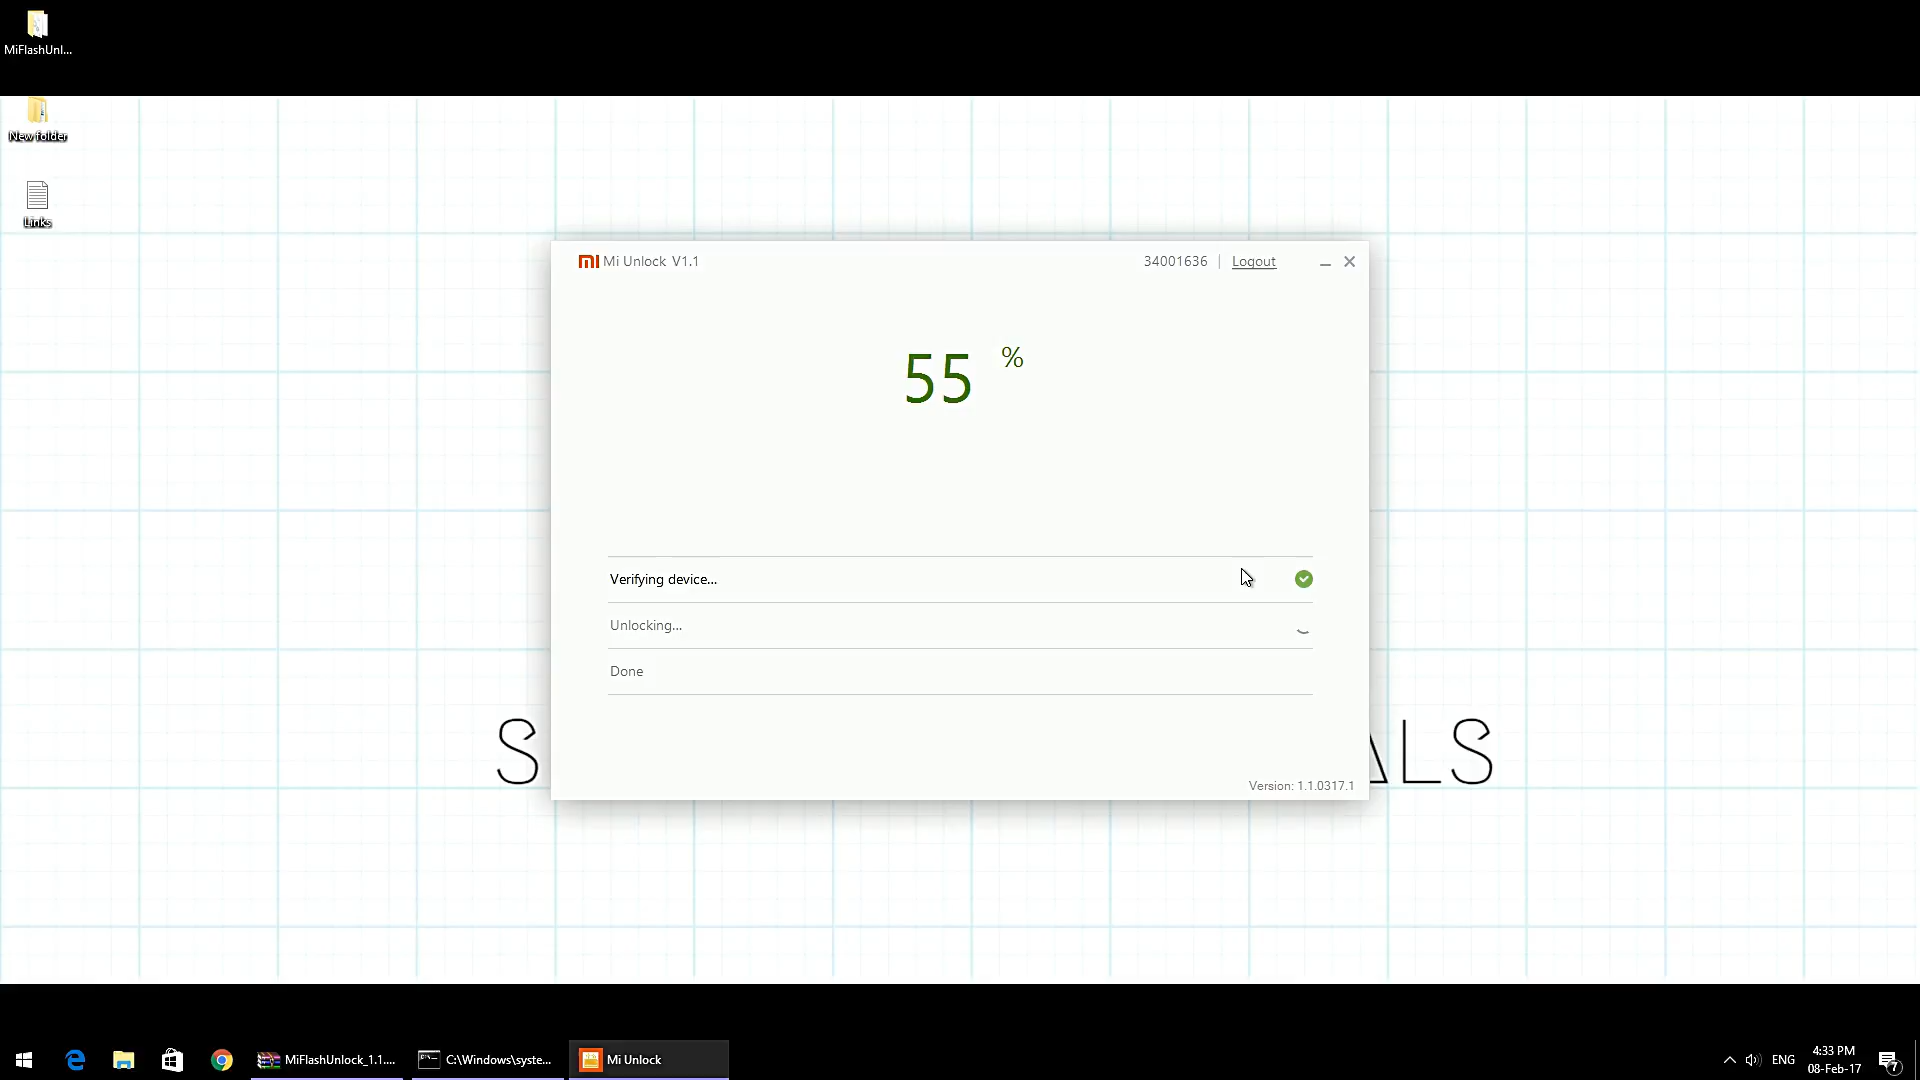 MiFlashUnl...
New folder
Links
Mi Unlock V1.1
34001636 | Logout
55 %
Verifying device...
Unlocking...
Done
S
ALS
Version: 1.1.0317.1
MiFlashUnlock_1.1....
C:\Windows\syste...
Mi Unlock
ENG
4:33 PM
08-Feb-17
7